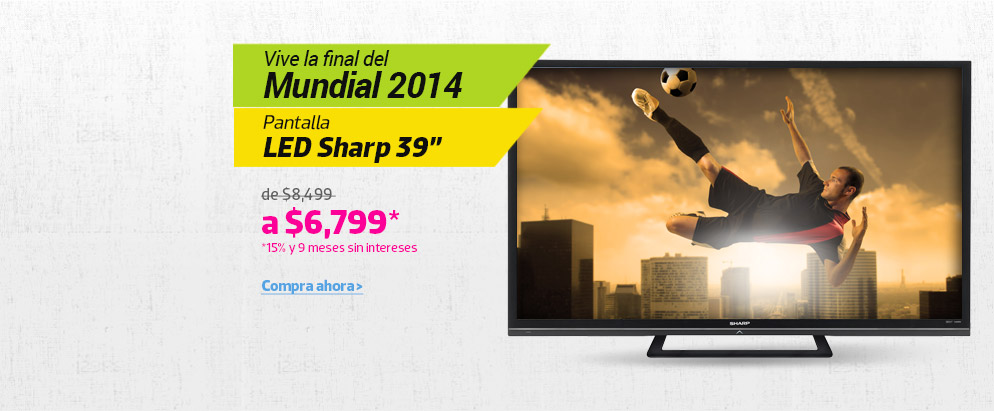 Vive la final del
Mundial 2014
Pantalla
LED Sharp 39"
de $8,499
a $6,799*
*15% y 9 meses sin intereses
Compra ahora >
SHARP